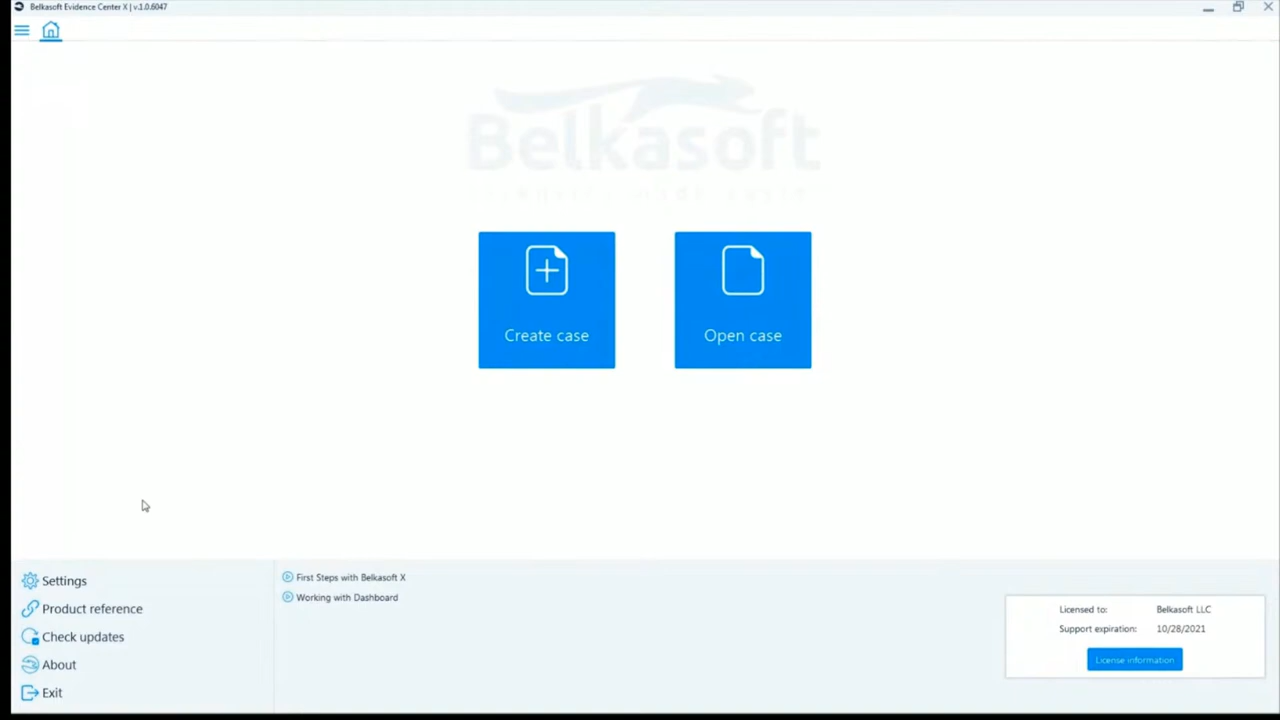 Belkasoft Evidence Center X | v.1.0.6047
Belkasoft
Create case
Open case
Settings
Product reference
Check updates
About
Exit
First Steps with Belkasoft X
Working with Dashboard
Licensed to: Belkasoft LLC
Support expiration: 10/28/2021
License information